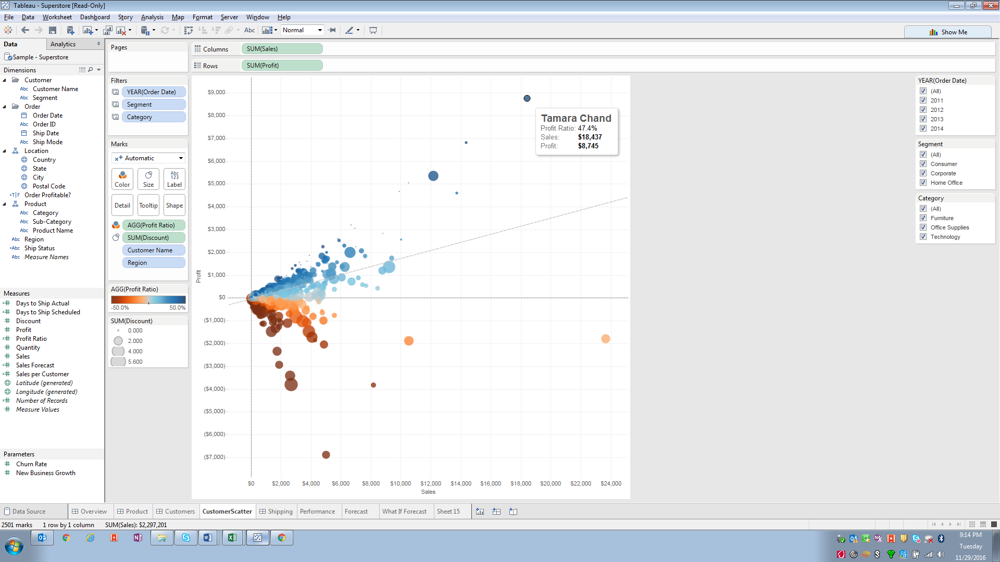 Tableau - Superstore [Read-Only]
File Data Worksheet Dashboard Story Analysis Map Format Server Window Help
Abc Normal Show Me
Data Analytics
Sample - Superstore
Dimensions
Customer
Abc Customer Name
Abc Segment
Order
Order Date
Abc Order ID
Ship Date
Abc Ship Mode
Location
Country
State
City
Postal Code
=T|F Order Profitable?
Product
Abc Category
Abc Sub-Category
Abc Product Name
Abc Region
=Abc Ship Status
Abc Measure Names
Measures
=# Days to Ship Actual
=# Days to Ship Scheduled
# Discount
# Profit
=# Profit Ratio
# Quantity
# Sales
=# Sales Forecast
=# Sales per Customer
Latitude (generated)
Longitude (generated)
=# Number of Records
# Measure Values
Parameters
# Churn Rate
# New Business Growth
Pages
Filters
YEAR(Order Date)
Segment
Category
Marks
Automatic
Color Size Abc 123 Label
Detail Tooltip Shape
AGG(Profit Ratio)
SUM(Discount)
Customer Name
Region
AGG(Profit Ratio)
-50.0% 50.0%
SUM(Discount)
0.000
2.000
4.000
5.600
Columns SUM(Sales)
Rows SUM(Profit)
$9,000
$8,000
$7,000
$6,000
$5,000
$4,000
$3,000
$2,000
$1,000
$0
($1,000)
($2,000)
($3,000)
($4,000)
($5,000)
($6,000)
($7,000)
Profit
Tamara Chand
Profit Ratio: 47.4%
Sales: $18,437
Profit: $8,745
$0 $2,000 $4,000 $6,000 $8,000 $10,000 $12,000 $14,000 $16,000 $18,000 $20,000 $22,000 $24,000
Sales
YEAR(Order Date)
(All)
2011
2012
2013
2014
Segment
(All)
Consumer
Corporate
Home Office
Category
(All)
Furniture
Office Supplies
Technology
Data Source Overview Product Customers CustomerScatter Shipping Performance Forecast What If Forecast Sheet 15
2501 marks 1 row by 1 column SUM(Sales): $2,297,201
9:14 PM
Tuesday
11/29/2016